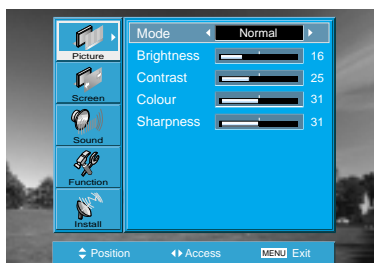 Picture
Screen
Sound
Function
Install
Mode Normal
Brightness 16
Contrast 25
Colour 31
Sharpness 31
Position Access MENU Exit